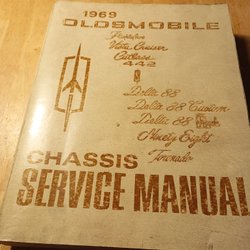 1969
OLDSMOBILE
Vista Cruiser
Cutlass
442
Delta 88
Delta 88 Custom
Delta 88 Royale
Ninety Eight
Toronado
CHASSIS
SERVICE MANUAL